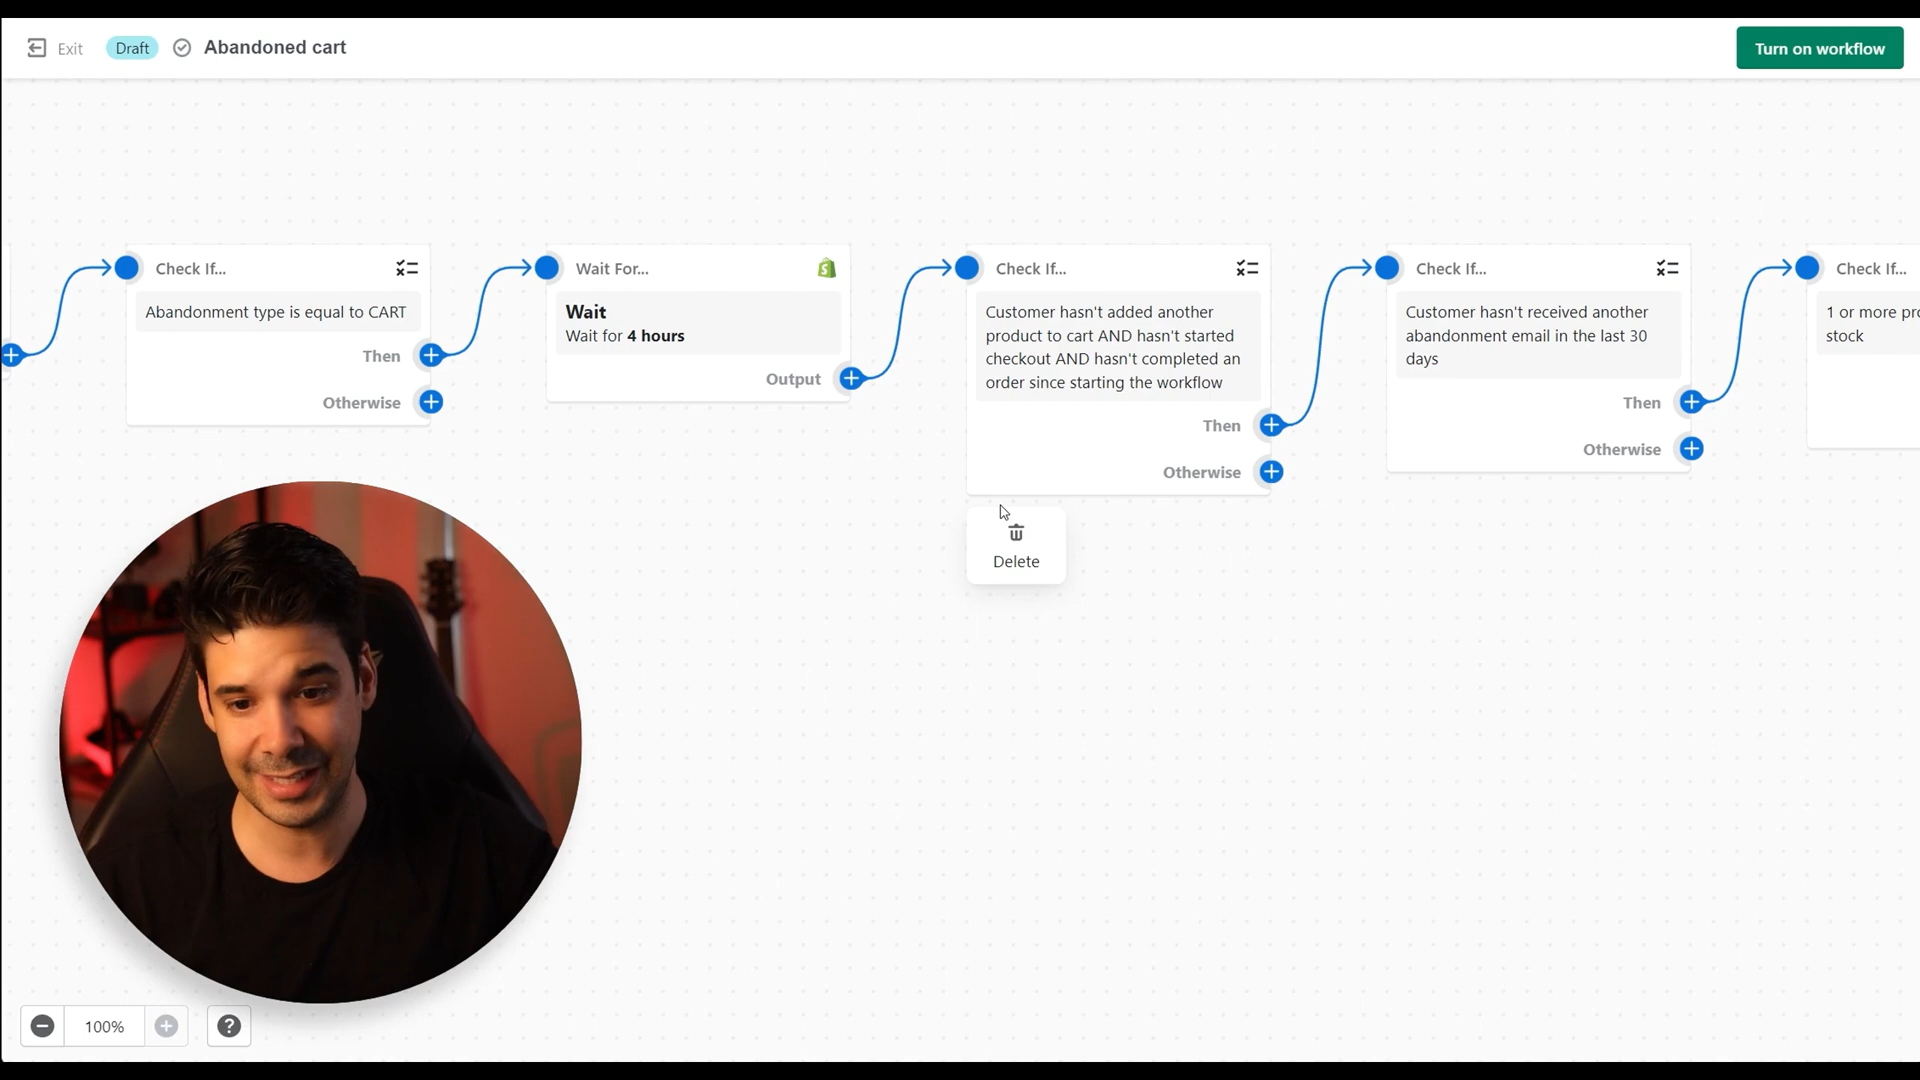 Exit
Draft
Abandoned cart
Turn on workflow
Check If...
Abandonment type is equal to CART
Then
Otherwise
Wait For...
Wait
Wait for 4 hours
Output
Check If...
Customer hasn't added another
product to cart AND hasn't started
checkout AND hasn't completed an
order since starting the workflow
Then
Otherwise
Delete
Check If...
Customer hasn't received another
abandonment email in the last 30
days
Then
Otherwise
Check If...
1 or more
stock
100%